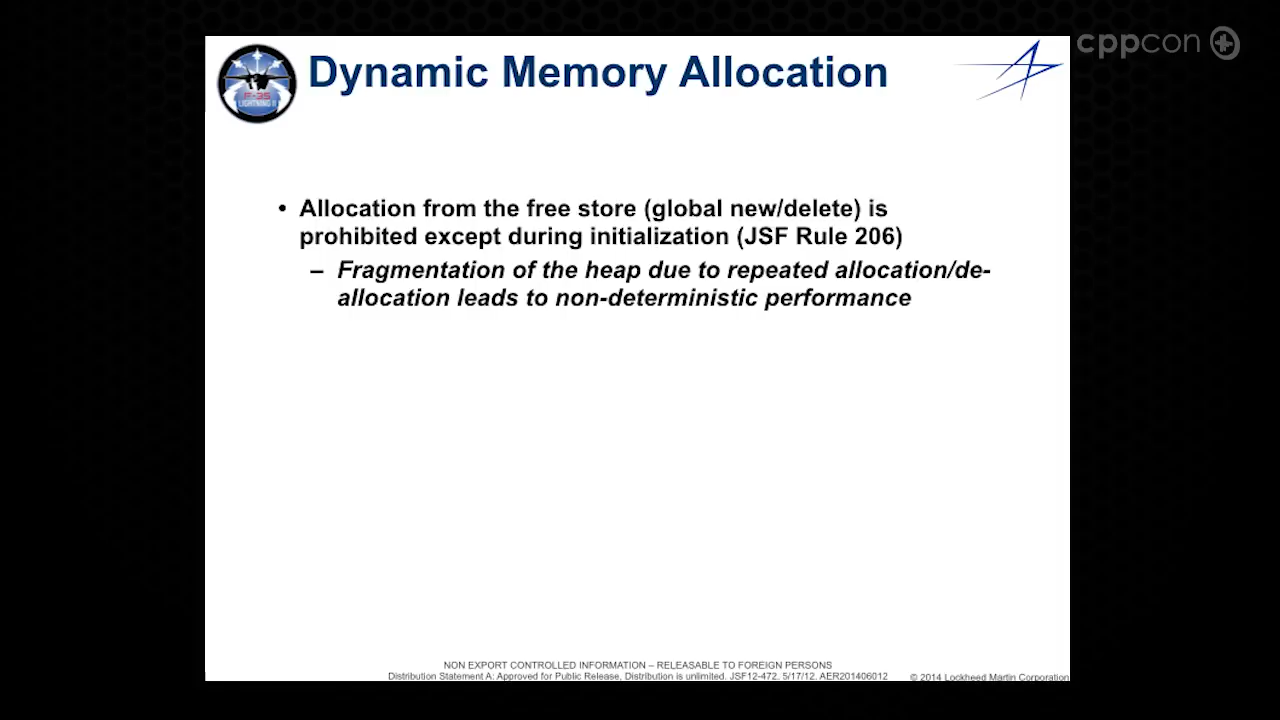 cppcon
Dynamic Memory Allocation
F-35
LIGHTNING II
• Allocation from the free store (global new/delete) is
prohibited except during initialization (JSF Rule 206)
– Fragmentation of the heap due to repeated allocation/de-
allocation leads to non-deterministic performance
NON EXPORT CONTROLLED INFORMATION – RELEASABLE TO FOREIGN PERSONS
Distribution Statement A: Approved for Public Release, Distribution is unlimited. JSF12-472. 5/17/12. AER201406012
© 2014 Lockheed Martin Corporation